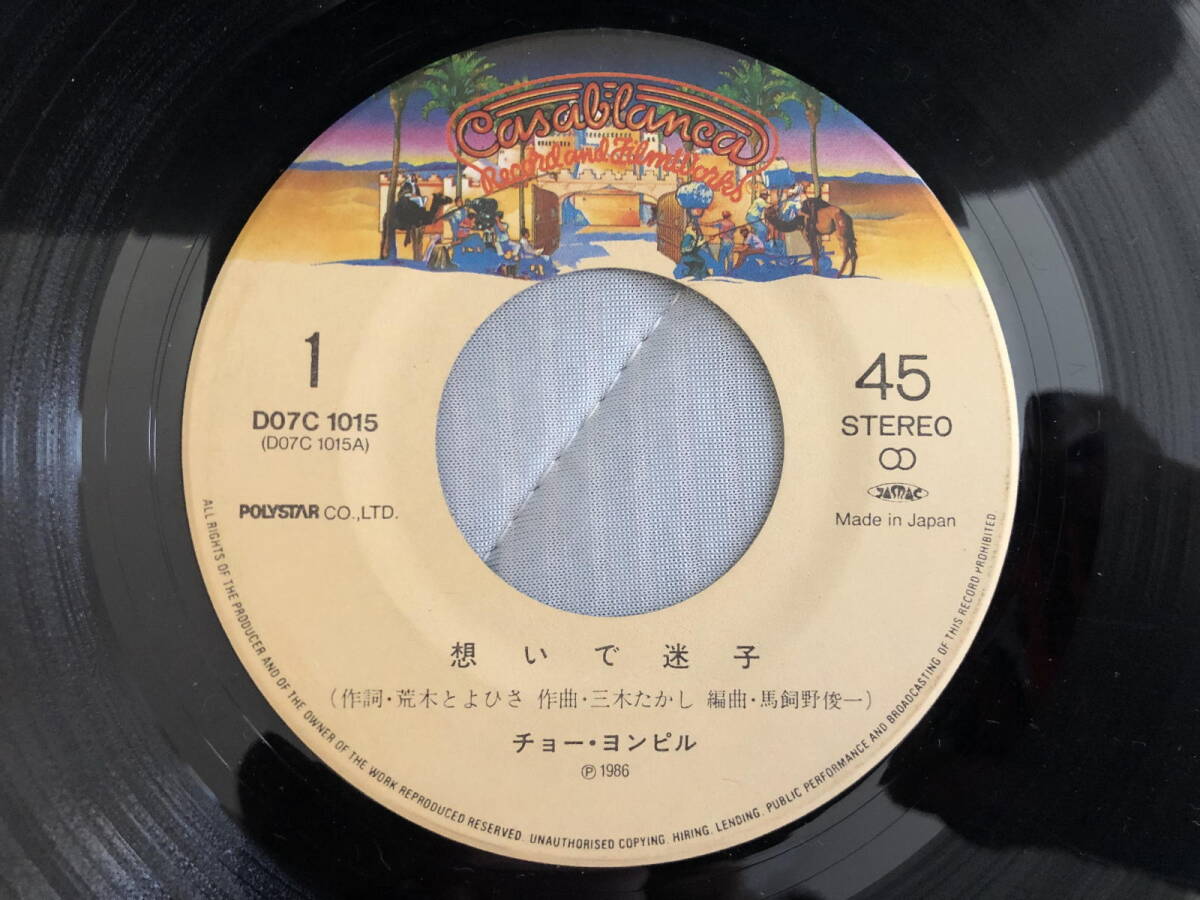 Casablanca
Record and FilmWorks
1
D07C 1015
(D07C 1015A)
POLYSTAR CO.,LTD.
45
STEREO
JASRAC
Made in Japan
想いで迷子
(作詞・荒木とよひさ 作曲・三木たかし 編曲・馬飼野俊一)
チョー・ヨンピル
Ⓟ 1986
ALL RIGHTS OF THE PRODUCER AND OF THE OWNER OF THE WORK REPRODUCED RESERVED. UNAUTHORISED COPYING. HIRING. LENDING. PUBLIC PERFORMANCE AND BROADCASTING OF THIS RECORD PROHIBITED.